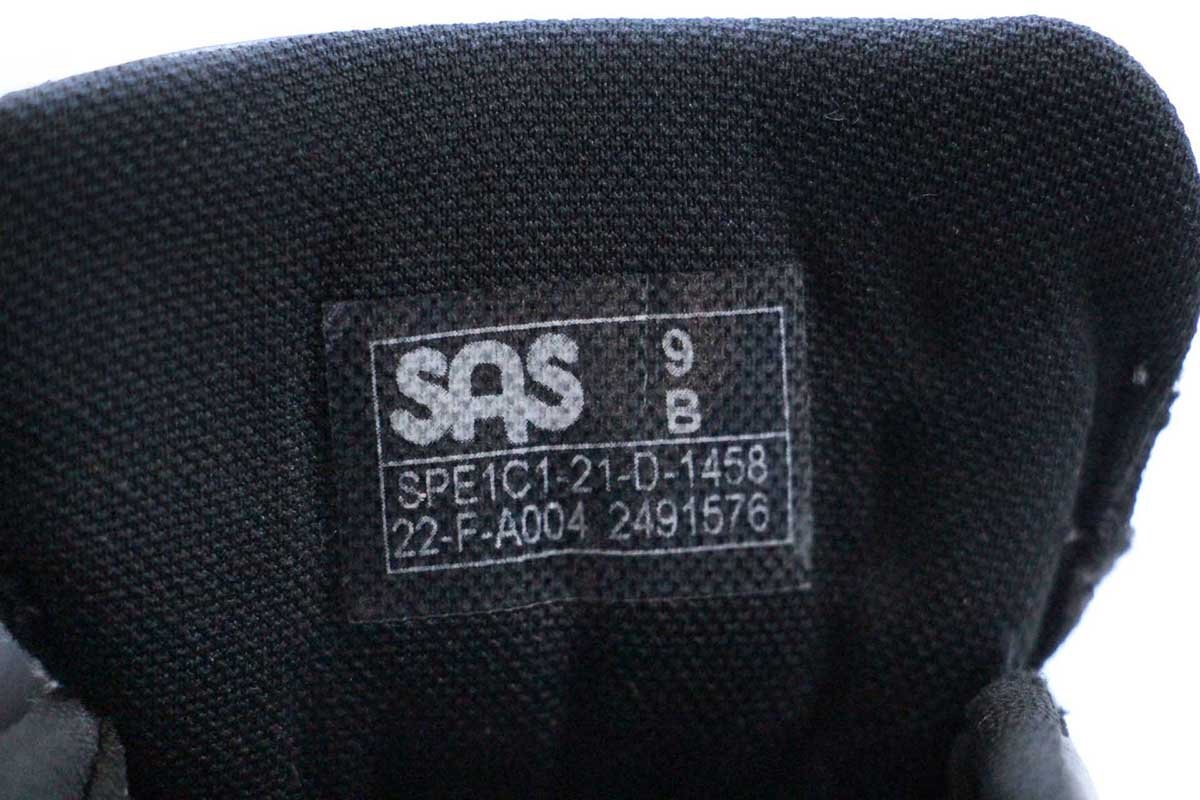 SAS 9
B
SPE1C1-21-D-1458
22-F-A004 2491576